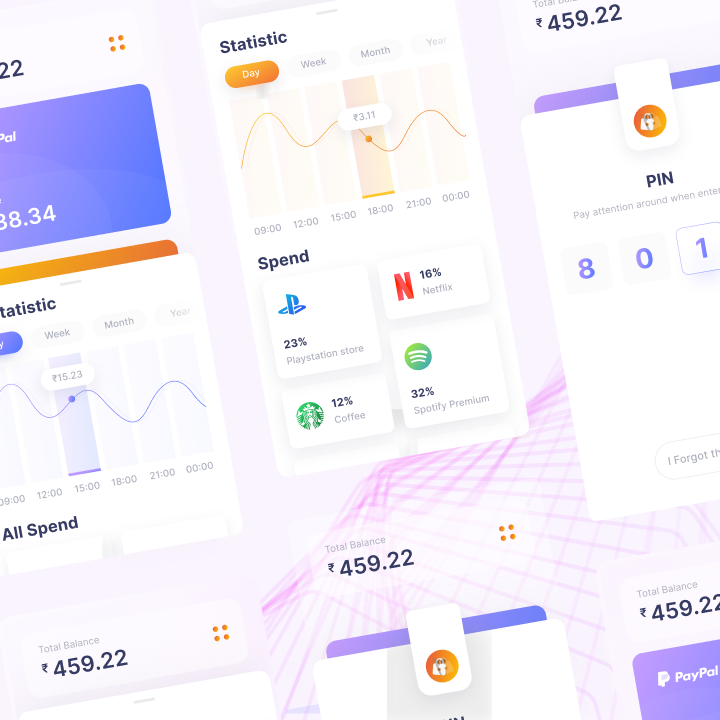 22
Pal
38.34
Statistic
Day
Week
Month
Year
₹3.11
09:00 12:00 15:00 18:00 21:00 00:00
Spend
23%
Playstation store
16%
Netflix
12%
Coffee
32%
Spotify Premium
₹ 459.22
PIN
Pay attention around when enter
8 0 1
I Forgot th
tatistic
y
Week
Month
Year
₹15.23
09:00 12:00 15:00 18:00 21:00 00:00
All Spend
Total Balance
₹ 459.22
Total Balance
₹ 459.22
Total Balance
₹ 459.22
PayPal